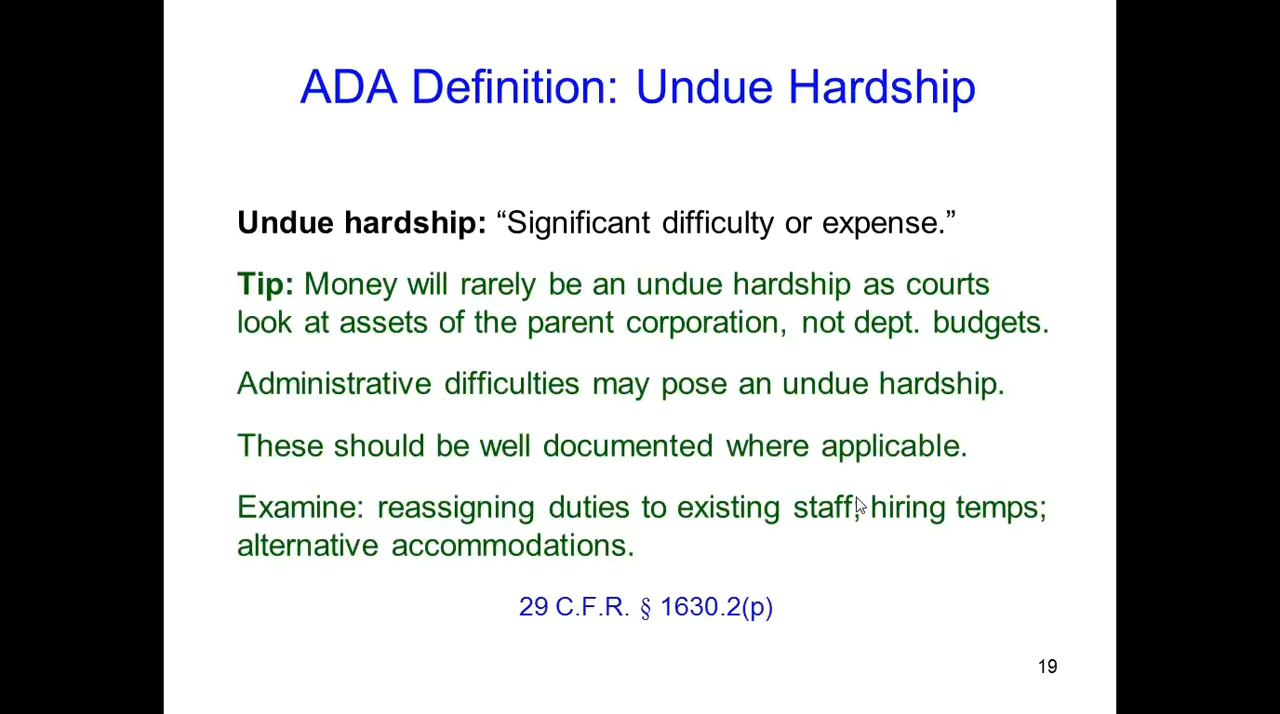 ADA Definition: Undue Hardship
Undue hardship: “Significant difficulty or expense.”
Tip: Money will rarely be an undue hardship as courts
look at assets of the parent corporation, not dept. budgets.
Administrative difficulties may pose an undue hardship.
These should be well documented where applicable.
Examine: reassigning duties to existing staff; hiring temps;
alternative accommodations.
29 C.F.R. § 1630.2(p)
19